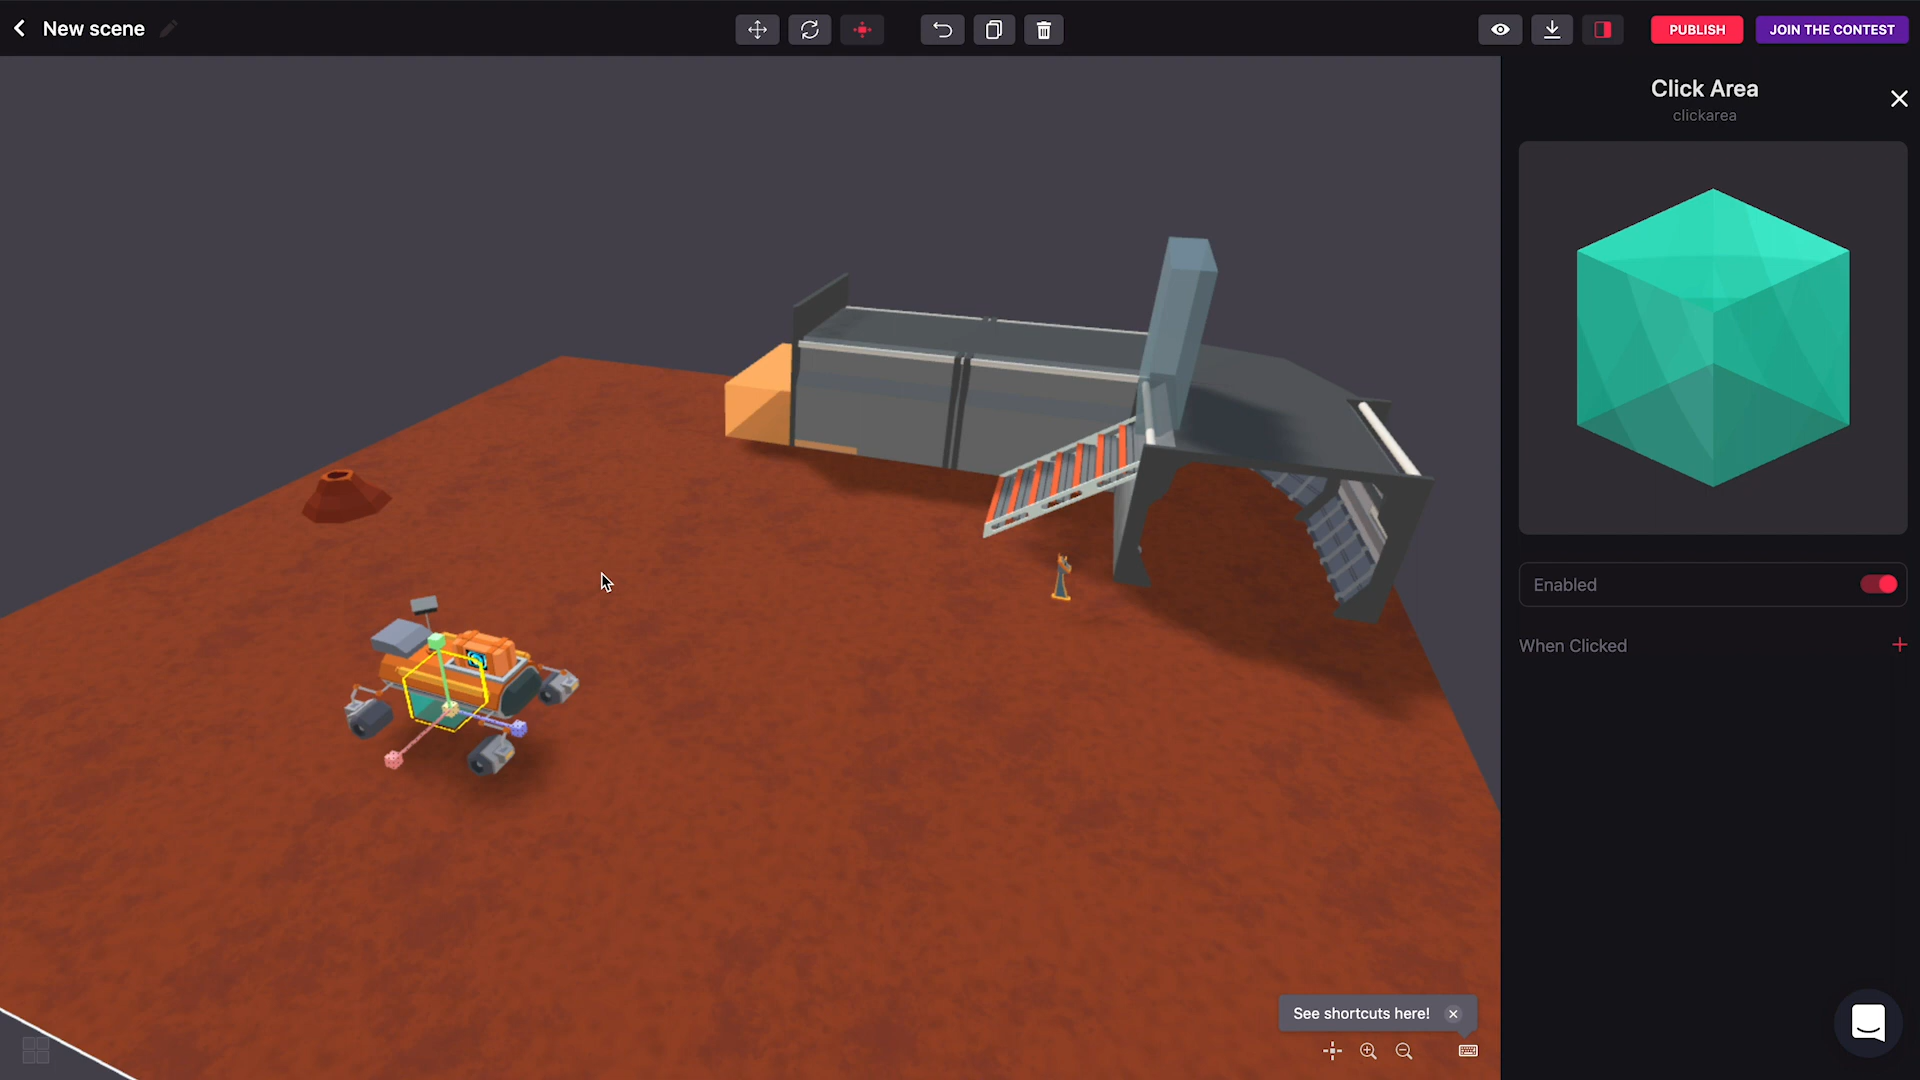 New scene
PUBLISH
JOIN THE CONTEST
Click Area
clickarea
Enabled
When Clicked
See shortcuts here!